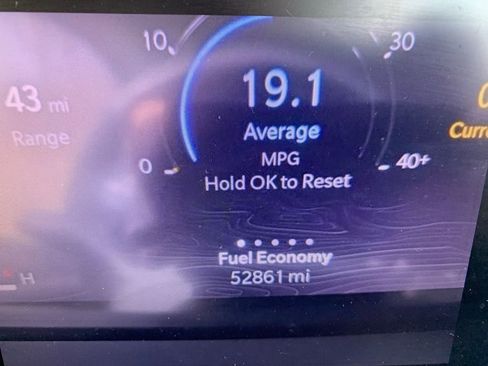 10
30
43 mi
Range
19.1
Average
MPG
0
40+
Hold OK to Reset
Fuel Economy
52861 mi
H